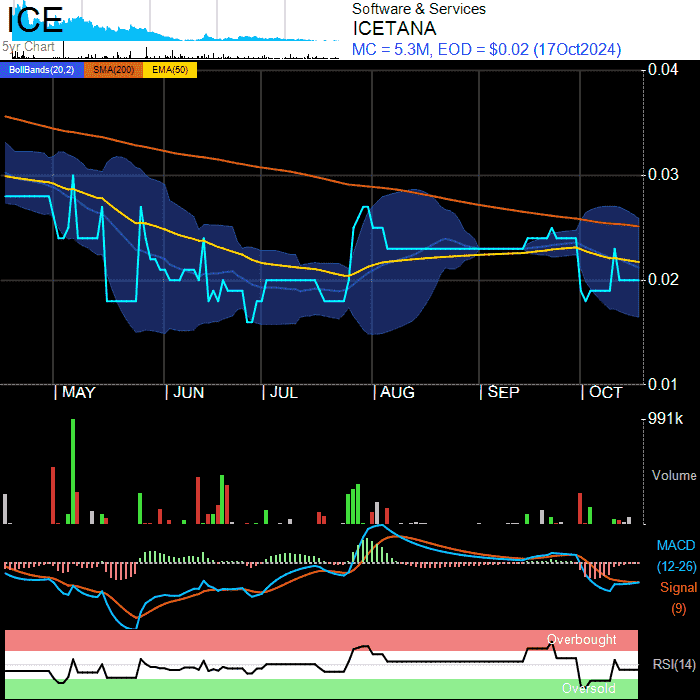 ICE
5yr Chart
Software & Services
ICETANA
MC = 5.3M, EOD = $0.02 (17Oct2024)
BollBands(20,2) SMA(200) EMA(50)
0.04
0.03
0.02
0.01
MAY JUN JUL AUG SEP OCT
991k
Volume
MACD
(12-26)
Signal
(9)
Overbought
RSI(14)
Oversold